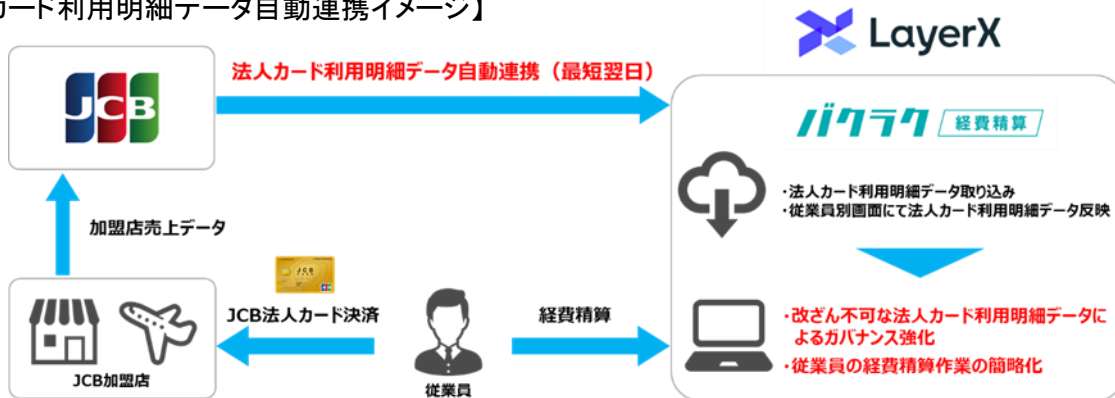 カード利用明細データ自動連携イメージ】
LayerX
JCB
法人カード利用明細データ自動連携（最短翌日）
バクラク 経費精算
・法人カード利用明細データ取り込み
・従業員別画面にて法人カード利用明細データ反映
加盟店売上データ
JCB
JCB法人カード決済
経費精算
・改ざん不可な法人カード利用明細データに
よるガバナンス強化
・従業員の経費精算作業の簡略化
JCB加盟店
従業員